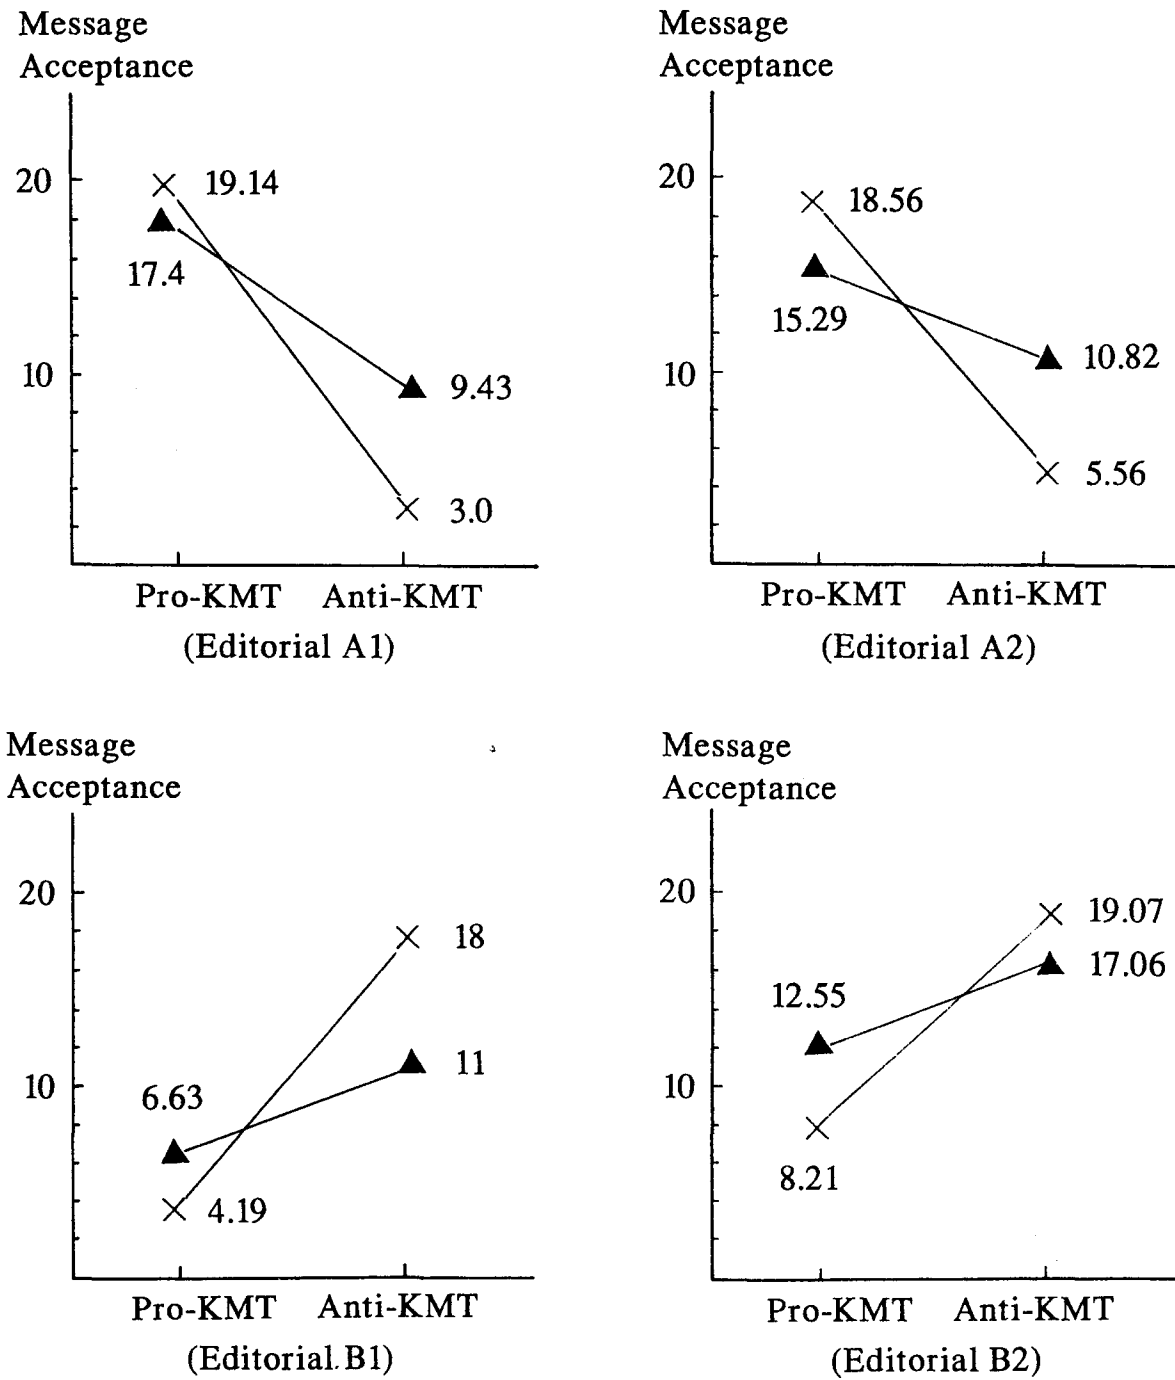 Message
Acceptance
20
19.14
17.4
10
9.43
3.0
Pro-KMT Anti-KMT
(Editorial A1)
Message
Acceptance
20
18.56
15.29
10.82
10
5.56
Pro-KMT Anti-KMT
(Editorial A2)
Message
Acceptance
20
18
11
10
6.63
4.19
Pro-KMT Anti-KMT
(Editorial.B1)
Message
Acceptance
20
19.07
17.06
12.55
10
8.21
Pro-KMT Anti-KMT
(Editorial B2)